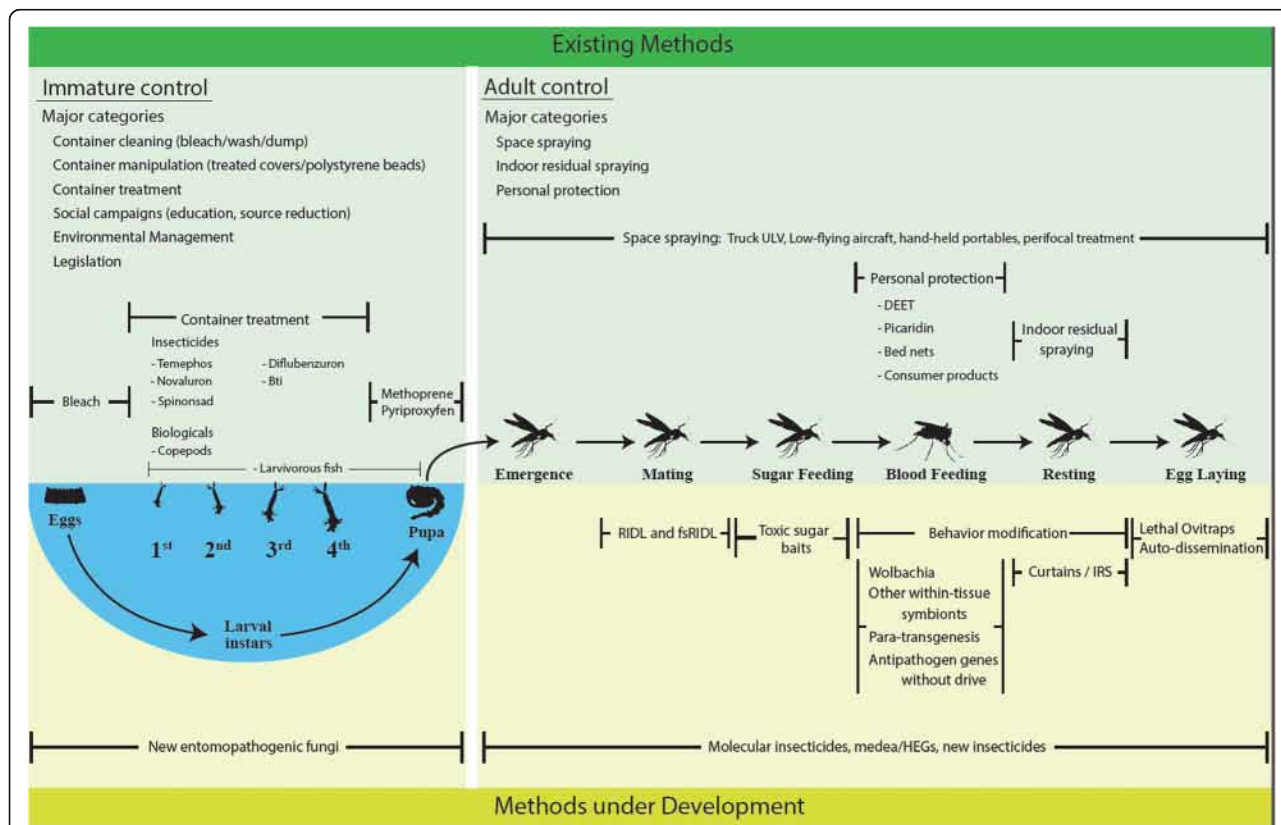 Existing Methods
Immature control
Major categories
Container cleaning (bleach/wash/dump)
Container manipulation (treated covers/polystyrene beads)
Container treatment
Social campaigns (education, source reduction)
Environmental Management
Legislation
Adult control
Major categories
Space spraying
Indoor residual spraying
Personal protection
Space spraying: Truck ULV, Low-flying aircraft, hand-held portables, perifocal treatment
Container treatment
Insecticides
- Temephos
- Novaluron
- Spinonsad
- Diflubenzuron
- Bti
Biologicals
- Copepods
- Larvivorous fish
Bleach
Methoprene
Pyriproxyfen
Personal protection
- DEET
- Picaridin
- Bed nets
- Consumer products
Indoor residual
spraying
Emergence
Mating
Sugar Feeding
Blood Feeding
Resting
Egg Laying
Eggs
1st
2nd
3rd
4th
Pupa
Larval
instars
RIDL and fsRIDL
Toxic sugar
baits
Behavior modification
Lethal Ovitraps
Auto-dissemination
Wolbachia
Other within-tissue
symbionts
Para-transgenesis
Antipathogen genes
without drive
Curtains / IRS
New entomopathogenic fungi
Molecular insecticides, medea/HEGs, new insecticides
Methods under Development